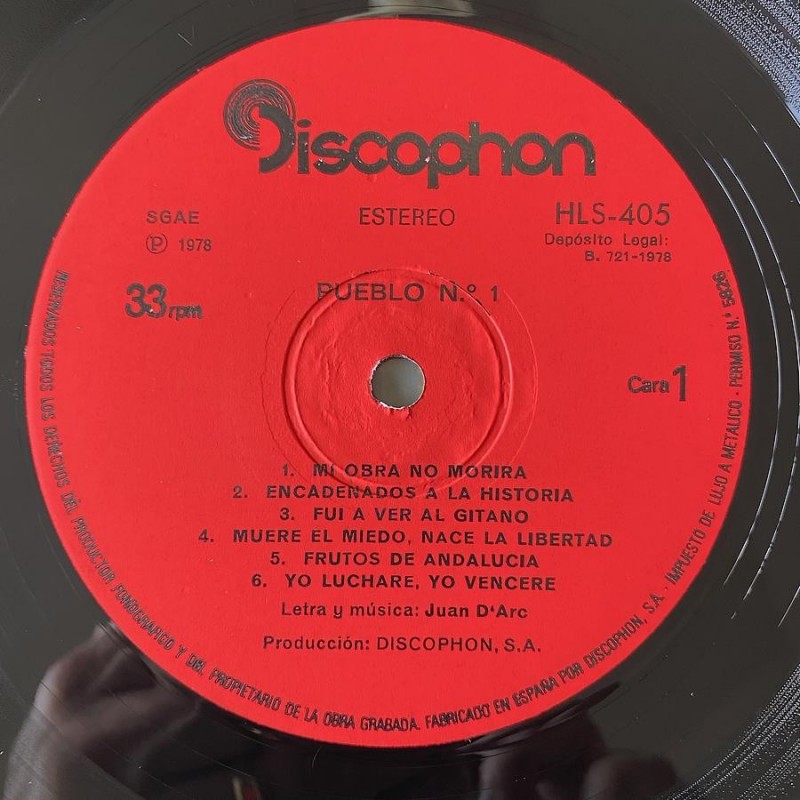 Discophon
SGAE
ESTEREO
HLS-405
℗ 1978
Depósito Legal:
B. 721-1978
33 rpm
PUEBLO N.º 1
Cara 1
1. MI OBRA NO MORIRA
2. ENCADENADOS A LA HISTORIA
3. FUI A VER AL GITANO
4. MUERE EL MIEDO, NACE LA LIBERTAD
5. FRUTOS DE ANDALUCIA
6. YO LUCHARE, YO VENCERE
Letra y música: Juan D'Arc
Producción: DISCOPHON, S.A.
RESERVADOS TODOS LOS DERECHOS DEL PRODUCTOR FONOGRAFICO Y DEL PROPIETARIO DE LA OBRA GRABADA. FABRICADO EN ESPAÑA POR DISCOPHON, S.A. - IMPUESTO DE LUJO A METALICO - PERMISO N.º 5826